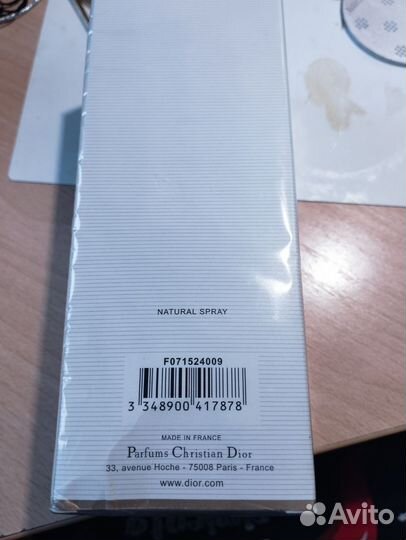 NATURAL SPRAY
F071524009
3 348900 417878
MADE IN FRANCE
Parfums Christian Dior
33, avenue Hoche - 75008 Paris - France
www.dior.com
Avito